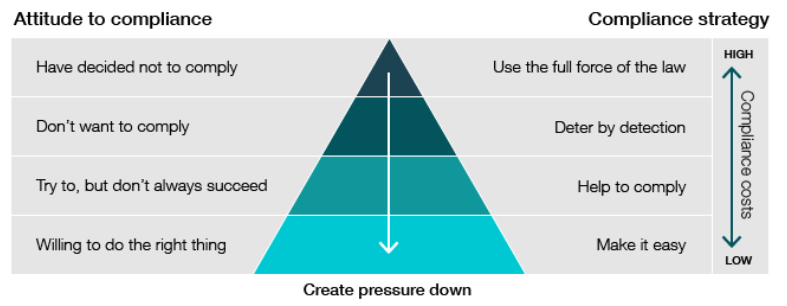 Attitude to compliance
Compliance strategy
Have decided not to comply
Use the full force of the law
HIGH
Don’t want to comply
Deter by detection
Try to, but don’t always succeed
Help to comply
Compliance costs
Willing to do the right thing
Make it easy
LOW
Create pressure down